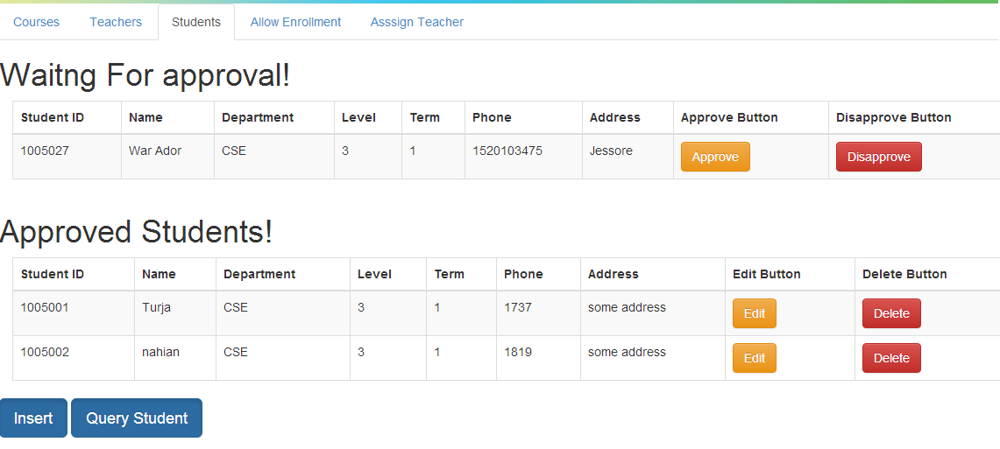 Courses Teachers Students Allow Enrollment Asssign Teacher
Waitng For approval!
Student ID Name Department Level Term Phone Address Approve Button Disapprove Button
1005027 War Ador CSE 3 1 1520103475 Jessore Approve Disapprove
Approved Students!
Student ID Name Department Level Term Phone Address Edit Button Delete Button
1005001 Turja CSE 3 1 1737 some address Edit Delete
1005002 nahian CSE 3 1 1819 some address Edit Delete
Insert Query Student